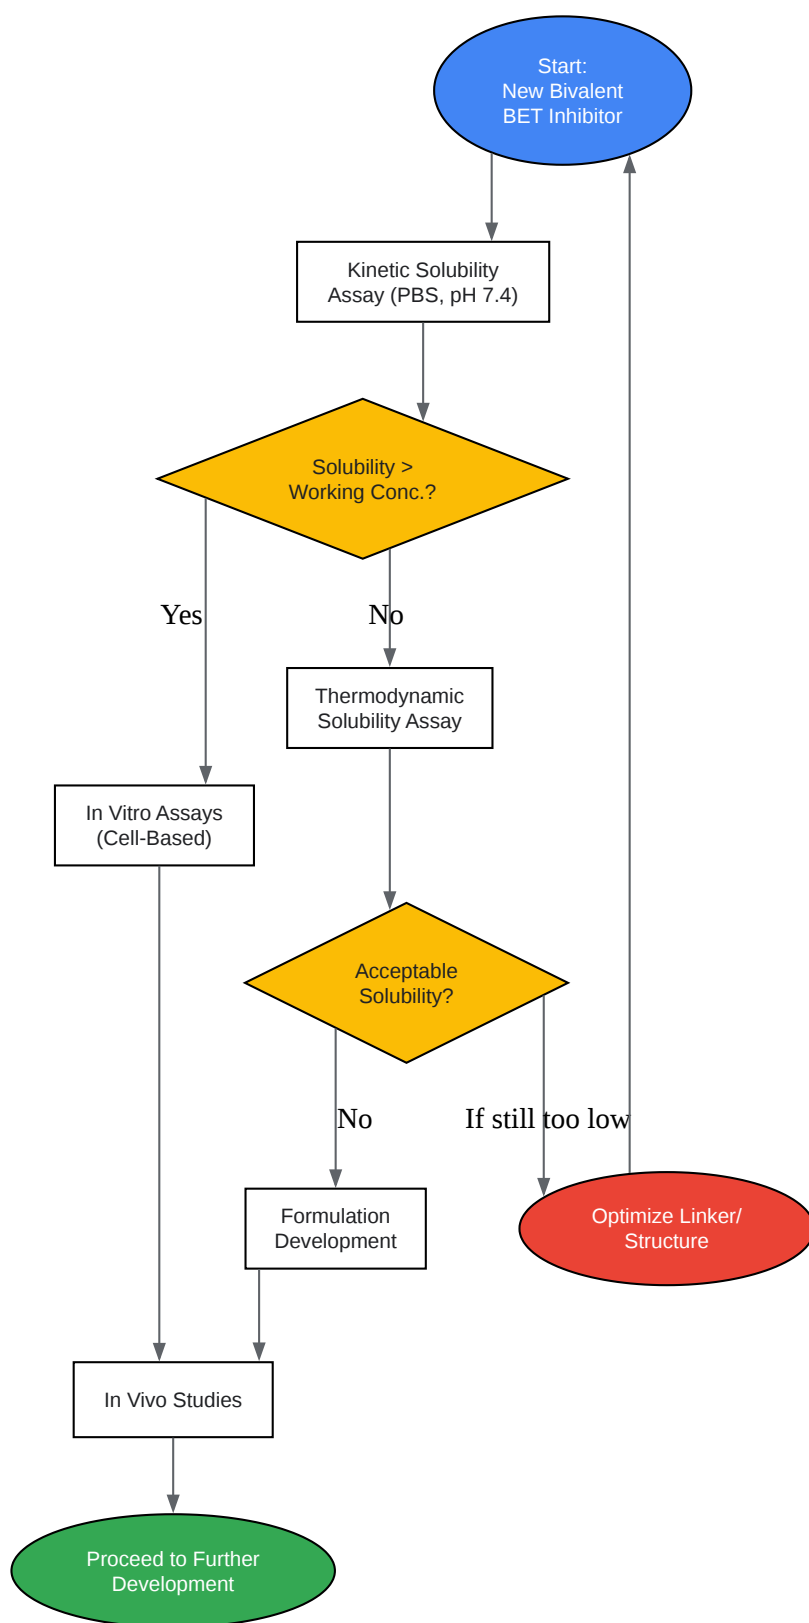 Start:
New Bivalent
BET Inhibitor
Kinetic Solubility
Assay (PBS, pH 7.4)
Solubility >
Working Conc.?
Yes
No
Thermodynamic
Solubility Assay
In Vitro Assays
(Cell-Based)
Acceptable
Solubility?
No
If still too low
Formulation
Development
Optimize Linker/
Structure
In Vivo Studies
Proceed to Further
Development